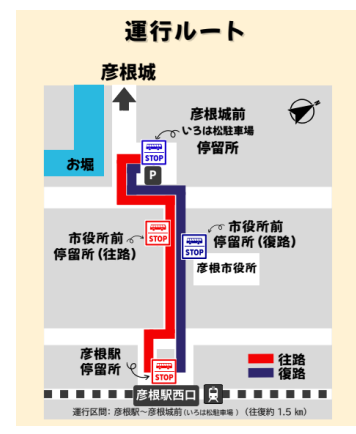 運行ルート
彦根城
彦根城前
いろは松駐車場
停留所
STOP
お堀
P
市役所前
停留所(往路)
STOP
市役所前
停留所(復路)
STOP
彦根市役所
彦根駅
停留所
STOP
往路
復路
彦根駅西口
運行区間: 彦根駅～彦根城前(いろは松駐車場)(往復約 1.5 ㎞)